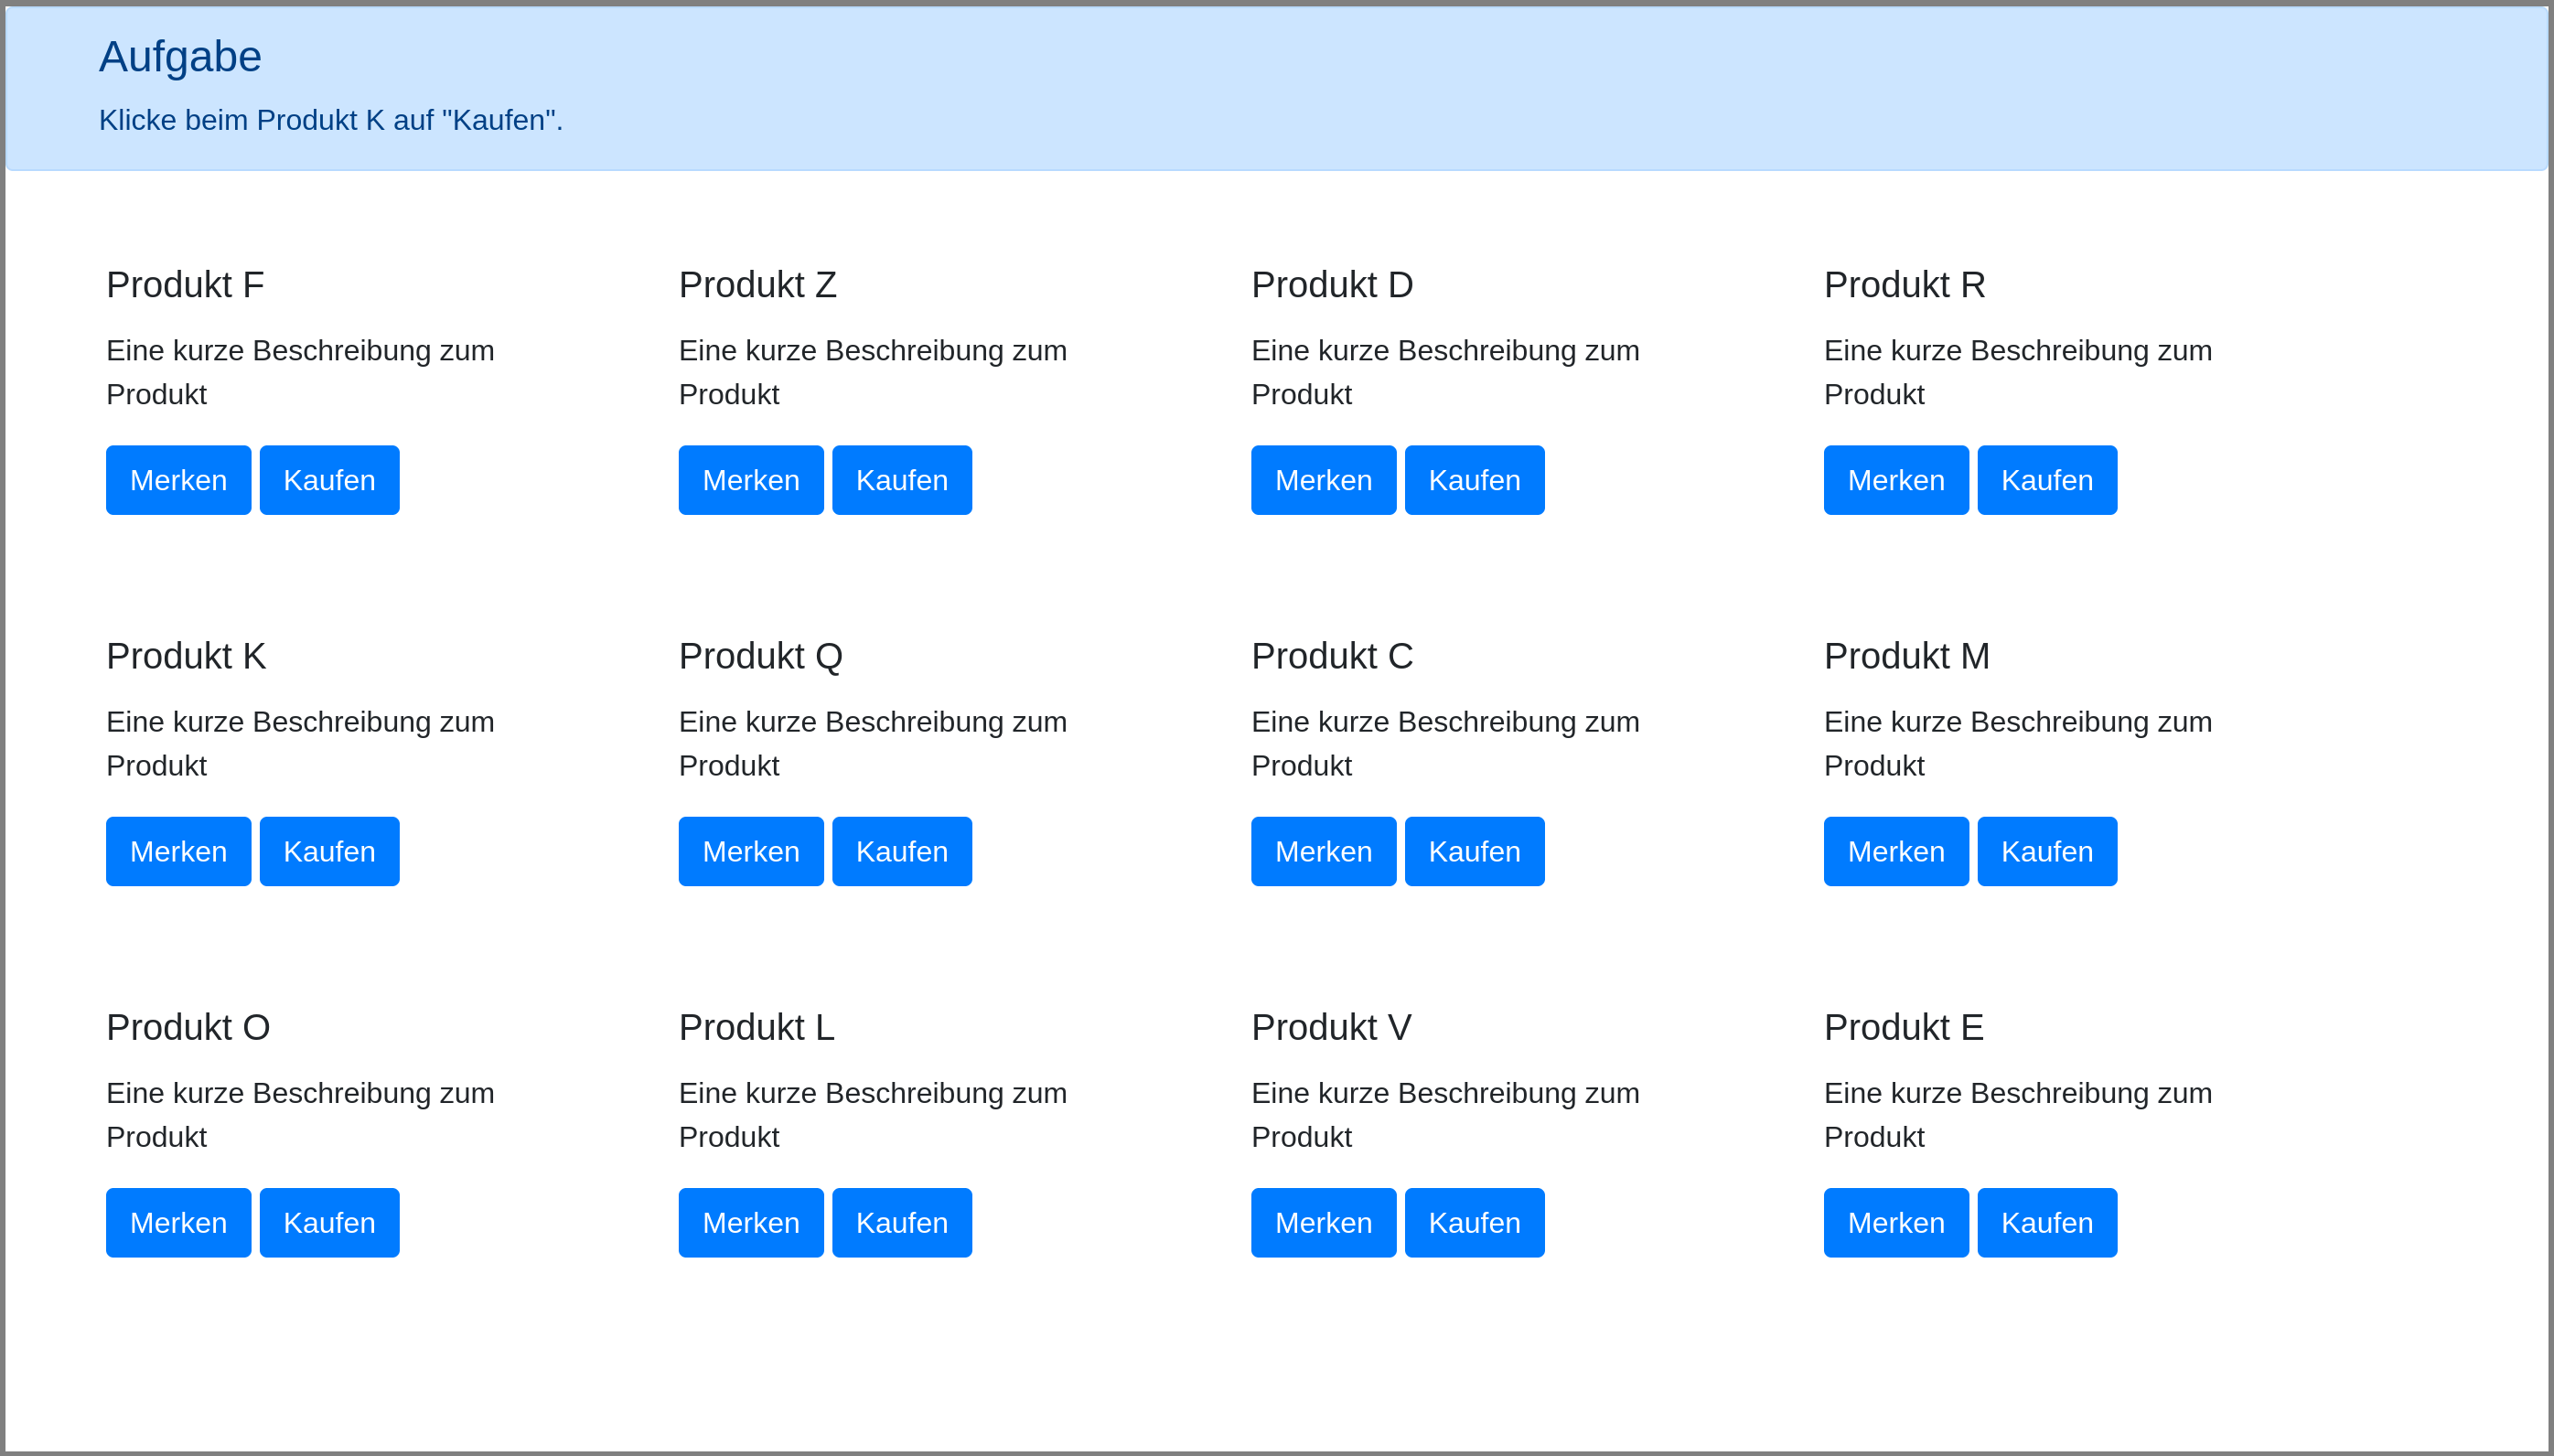 Aufgabe
Klicke beim Produkt K auf "Kaufen".
Produkt F
Eine kurze Beschreibung zum
Produkt
Merken Kaufen
Produkt Z
Eine kurze Beschreibung zum
Produkt
Merken Kaufen
Produkt D
Eine kurze Beschreibung zum
Produkt
Merken Kaufen
Produkt R
Eine kurze Beschreibung zum
Produkt
Merken Kaufen
Produkt K
Eine kurze Beschreibung zum
Produkt
Merken Kaufen
Produkt Q
Eine kurze Beschreibung zum
Produkt
Merken Kaufen
Produkt C
Eine kurze Beschreibung zum
Produkt
Merken Kaufen
Produkt M
Eine kurze Beschreibung zum
Produkt
Merken Kaufen
Produkt O
Eine kurze Beschreibung zum
Produkt
Merken Kaufen
Produkt L
Eine kurze Beschreibung zum
Produkt
Merken Kaufen
Produkt V
Eine kurze Beschreibung zum
Produkt
Merken Kaufen
Produkt E
Eine kurze Beschreibung zum
Produkt
Merken Kaufen